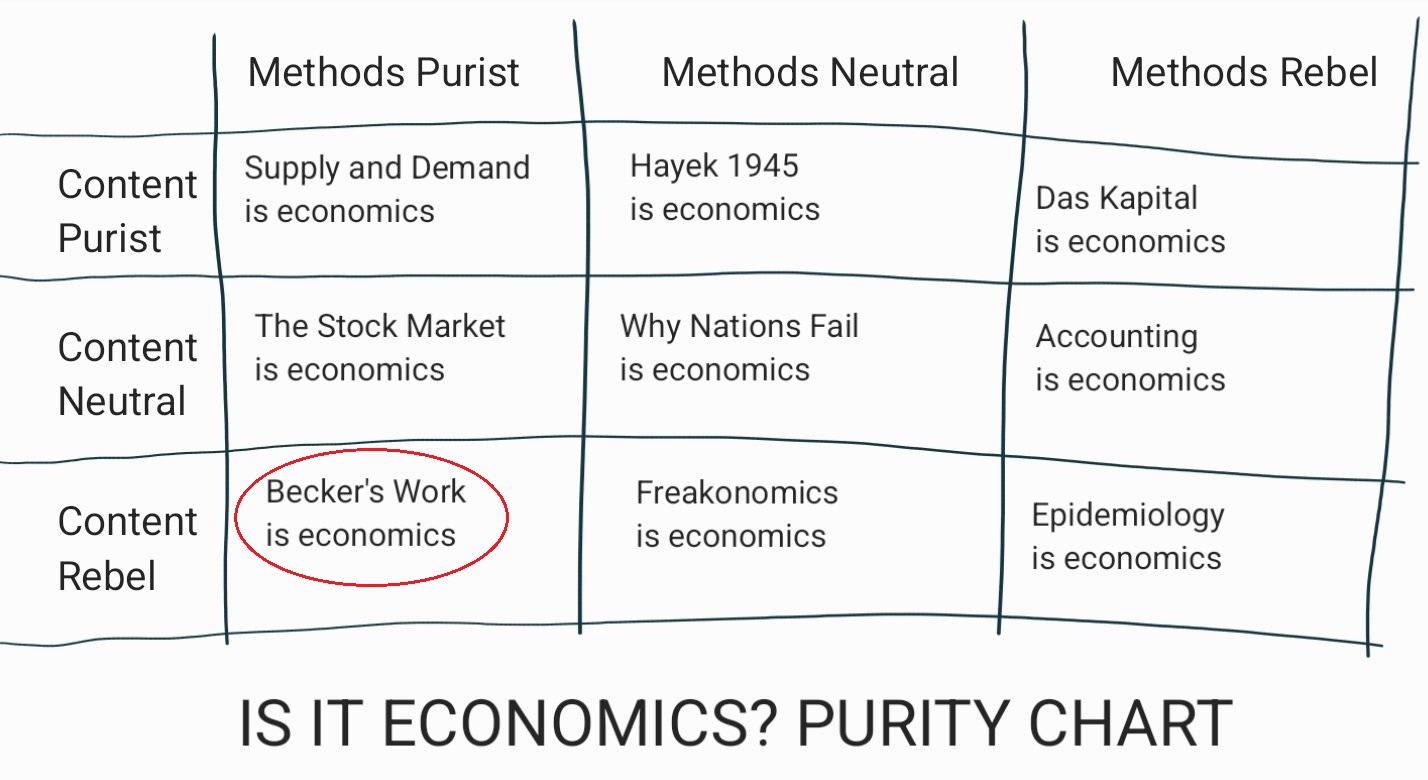 Methods Purist
Methods Neutral
Methods Rebel
Content
Purist
Supply and Demand
is economics
Hayek 1945
is economics
Das Kapital
is economics
Content
Neutral
The Stock Market
is economics
Why Nations Fail
is economics
Accounting
is economics
Content
Rebel
Becker's Work
is economics
Freakonomics
is economics
Epidemiology
is economics
IS IT ECONOMICS? PURITY CHART